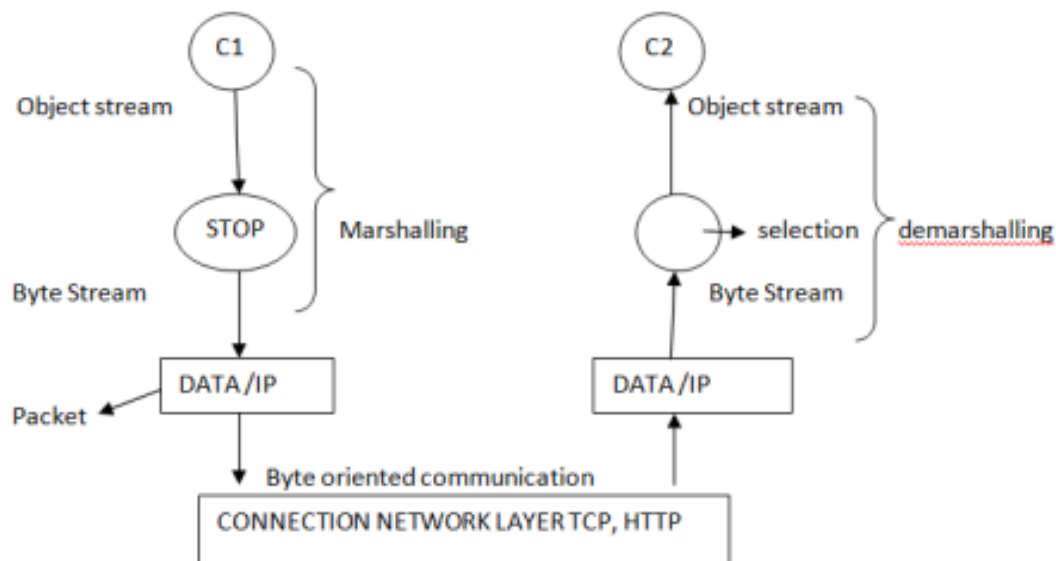 C1
C2
Object stream
Object stream
STOP
Marshalling
selection
demarshalling
Byte Stream
Byte Stream
DATA /IP
DATA /IP
Packet
Byte oriented communication
CONNECTION NETWORK LAYER TCP, HTTP